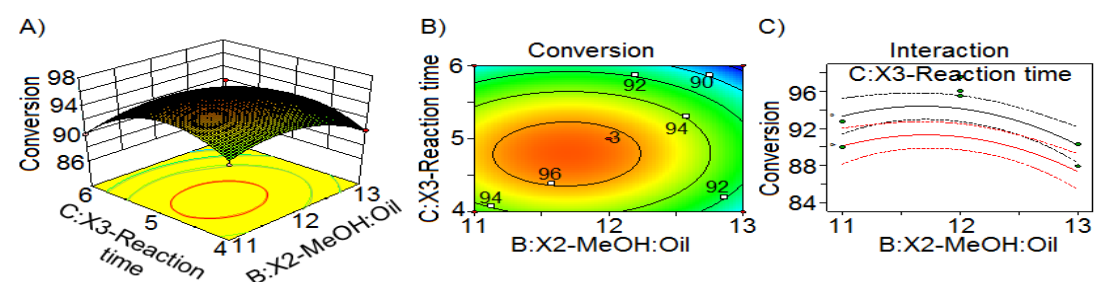 A)
Conversion
98
94
90
86
6
5
4
11
12
13
C:X3-Reaction
time
B:X2-MeOH:Oil
B)
Conversion
C:X3-Reaction time
6
5
4
92
90
94
3
96
94
92
11
12
13
B:X2-MeOH:Oil
C)
Interaction
C:X3-Reaction time
Conversion
96
92
88
84
11
12
13
B:X2-MeOH:Oil